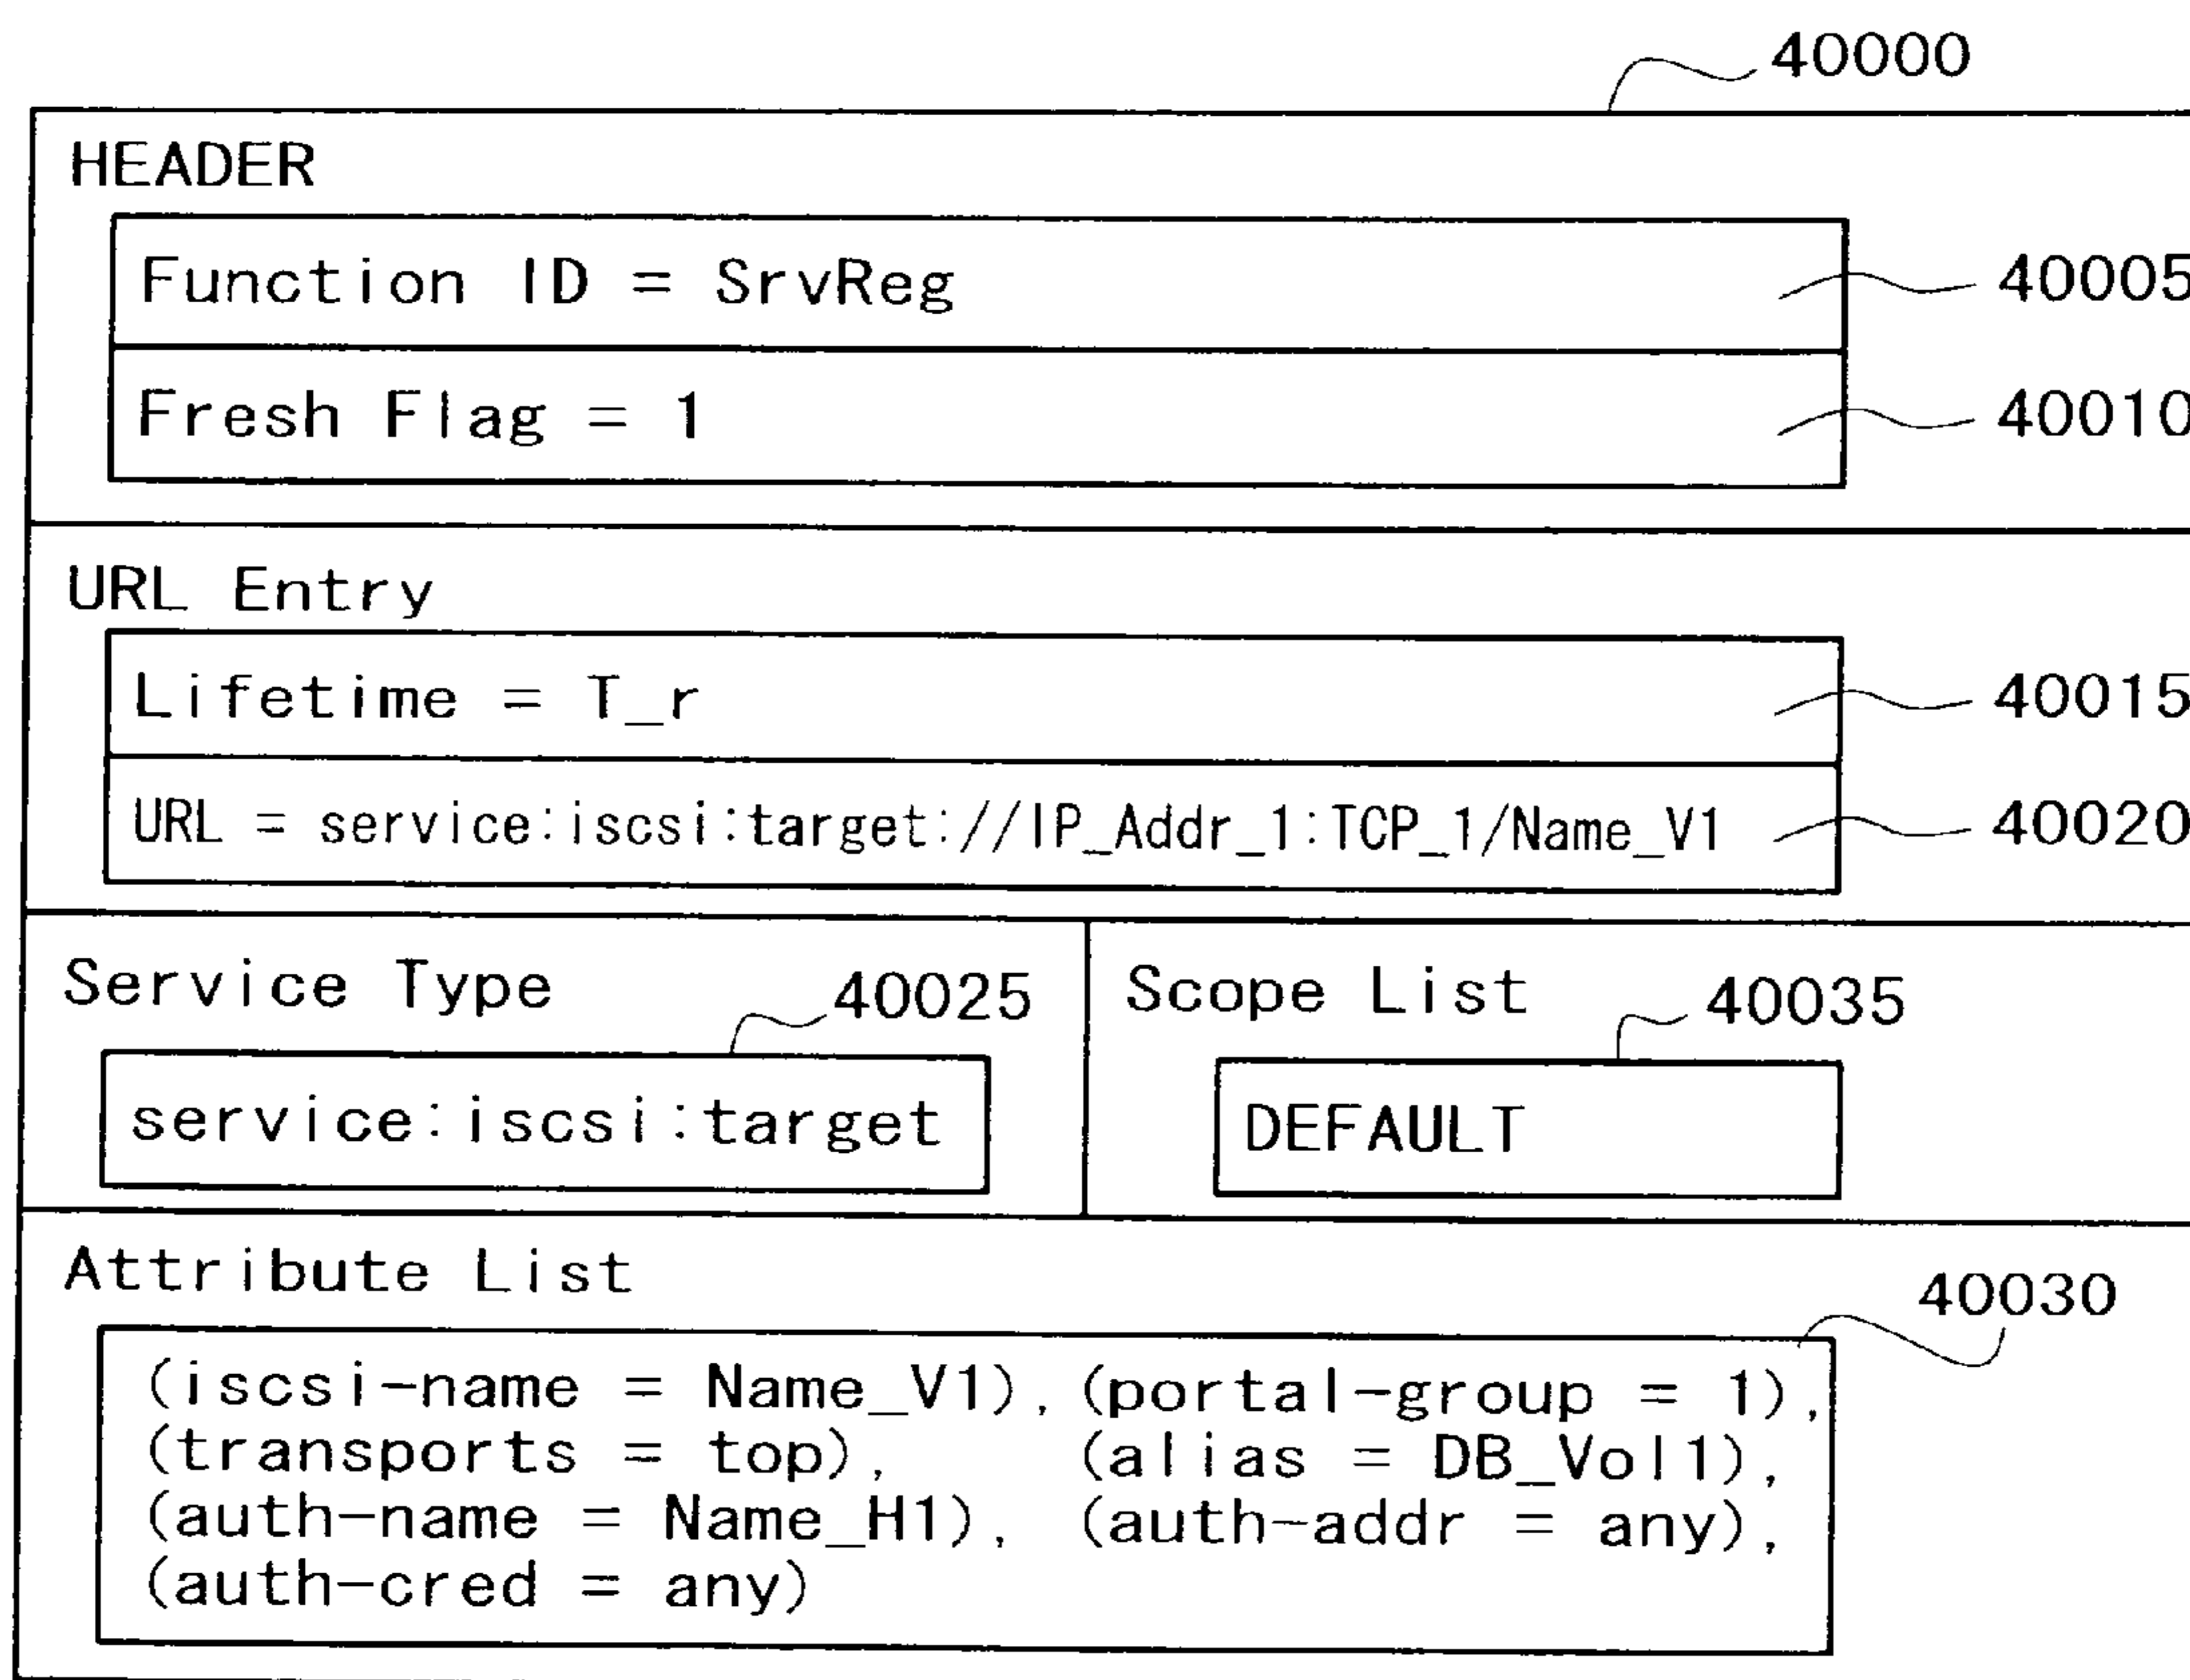 40000
HEADER
Function ID = SrvReg
40005
Fresh Flag = 1
40010
URL Entry
Lifetime = T_r
40015
URL = service:iscsi:target://IP_Addr_1:TCP_1/Name_V1
40020
Service Type
40025
service:iscsi:target
Scope List
40035
DEFAULT
Attribute List
40030
(iscsi-name = Name_V1), (portal-group = 1),
(transports = top), (alias = DB_Vol1),
(auth-name = Name_H1), (auth-addr = any),
(auth-cred = any)